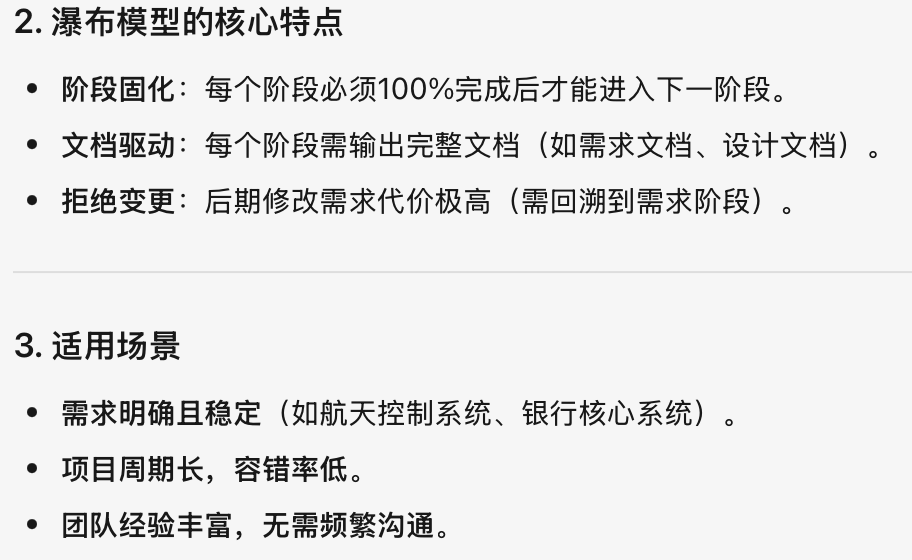 2. 瀑布模型的核心特点
• 阶段固化：每个阶段必须100%完成后才能进入下一阶段。
• 文档驱动：每个阶段需输出完整文档（如需求文档、设计文档）。
• 拒绝变更：后期修改需求代价极高（需回溯到需求阶段）。
3. 适用场景
• 需求明确且稳定（如航天控制系统、银行核心系统）。
• 项目周期长，容错率低。
• 团队经验丰富，无需频繁沟通。